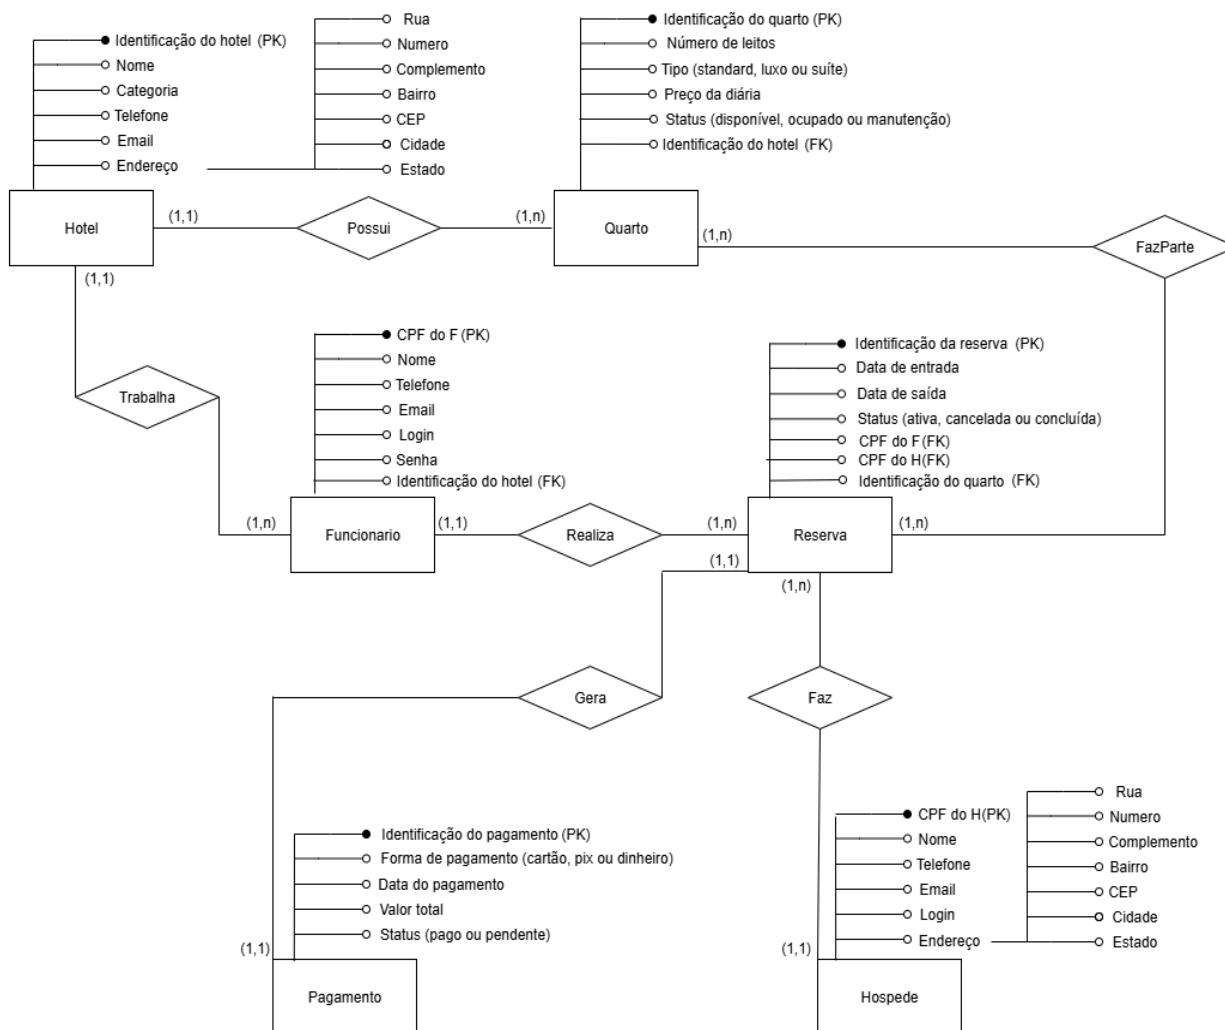 Identificação do hotel (PK)
Nome
Categoria
Telefone
Email
Endereço
Rua
Numero
Complemento
Bairro
CEP
Cidade
Estado
Identificação do quarto (PK)
Número de leitos
Tipo (standard, luxo ou suíte)
Preço da diária
Status (disponível, ocupado ou manutenção)
Identificação do hotel (FK)
Hotel
(1,1)
Possui
(1,n)
Quarto
(1,n)
FazParte
(1,1)
Trabalha
CPF do F (PK)
Nome
Telefone
Email
Login
Senha
Identificação do hotel (FK)
Identificação da reserva (PK)
Data de entrada
Data de saída
Status (ativa, cancelada ou concluída)
CPF do F (FK)
CPF do H(FK)
Identificação do quarto (FK)
(1,n)
Funcionario
(1,1)
Realiza
(1,n)
Reserva
(1,n)
(1,1)
(1,n)
Gera
Faz
Identificação do pagamento (PK)
Forma de pagamento (cartão, pix ou dinheiro)
Data do pagamento
Valor total
Status (pago ou pendente)
(1,1)
Pagamento
CPF do H(PK)
Nome
Telefone
Email
Login
Endereço
Rua
Numero
Complemento
Bairro
CEP
Cidade
Estado
(1,1)
Hospede